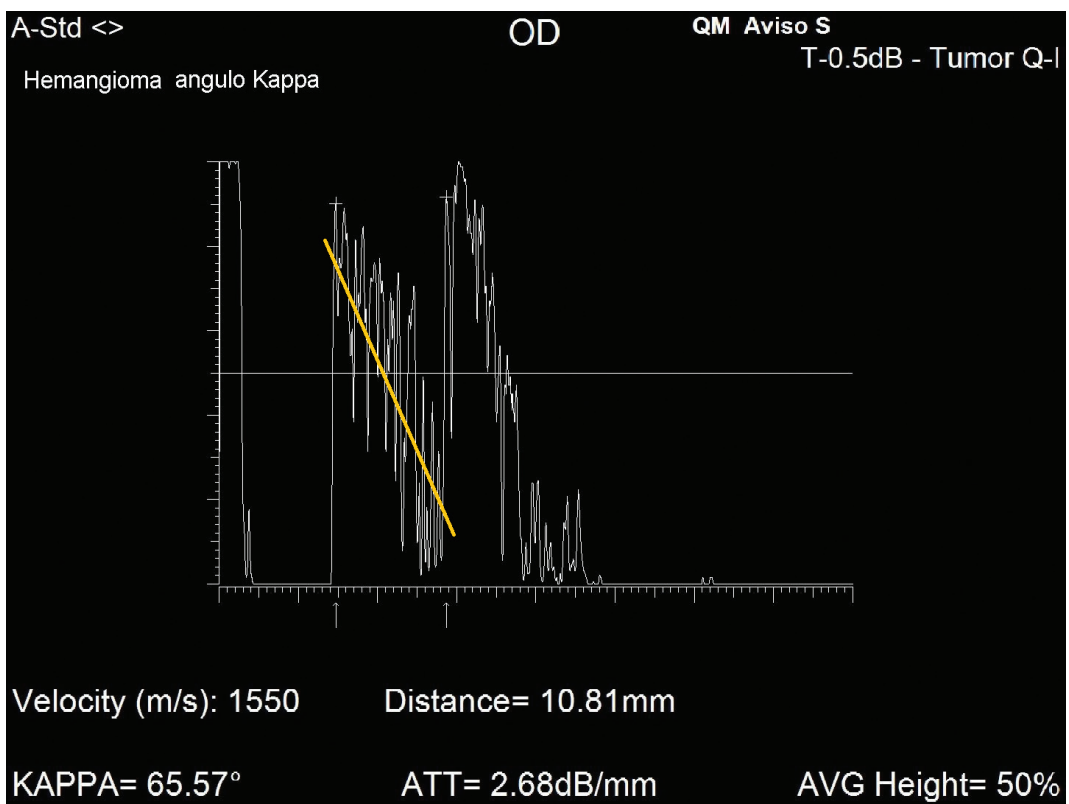 A-Std <>
OD
QM Aviso S
T-0.5dB - Tumor Q-I
Hemangioma angulo Kappa
Velocity (m/s): 1550
Distance= 10.81mm
KAPPA= 65.57°
ATT= 2.68dB/mm
AVG Height= 50%